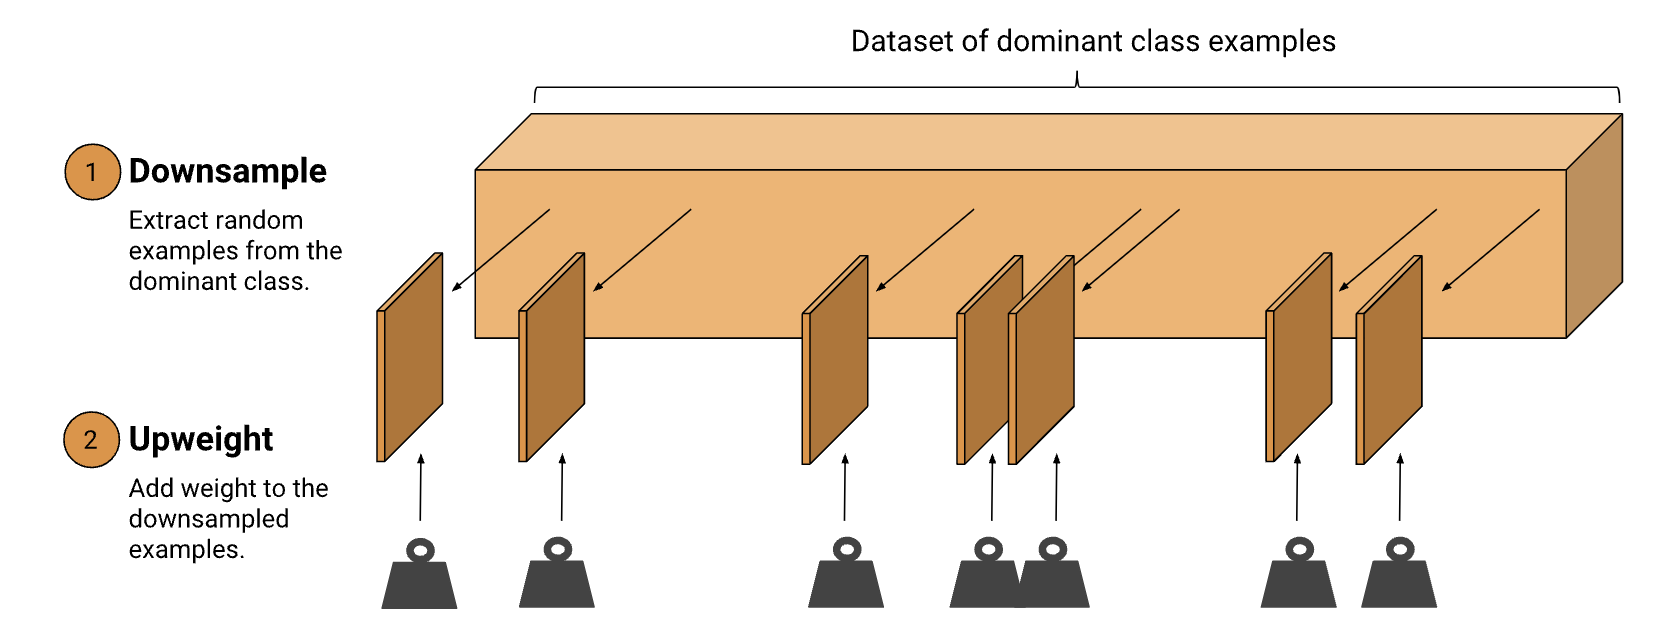 Dataset of dominant class examples
1 Downsample
Extract random
examples from the
dominant class.
2 Upweight
Add weight to the
downsampled
examples.